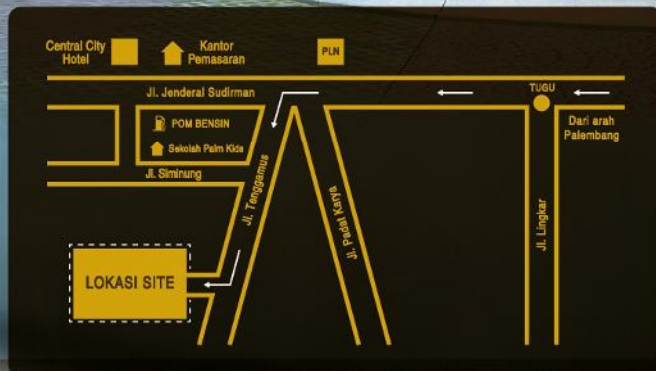 Central City
Hotel
Kantor
Pemasaran
PLN
Jl. Jenderal Sudirman
TUGU
Dari arah
Palembang
POM BENSIN
Sekolah Palm Kids
Jl. Siminung
Jl. Tenggamus
Jl. Padat Karya
Jl. Lingkar
LOKASI SITE